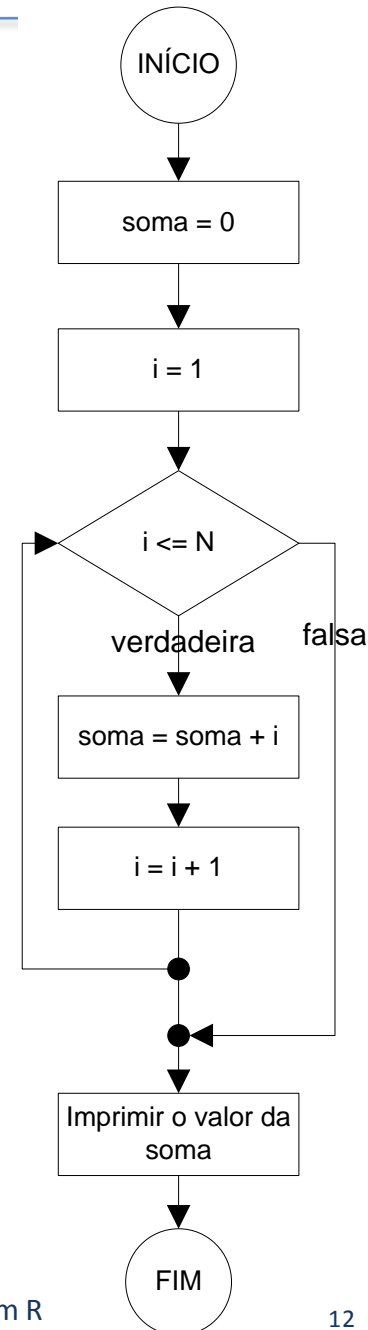 INÍCIO
soma = 0
i = 1
i <= N
verdadeira
falsa
soma = soma + i
i = i + 1
Imprimir o valor da
soma
FIM
m R
12